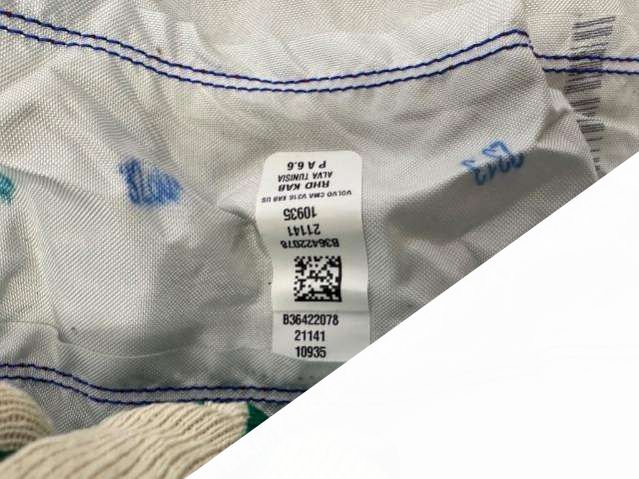 P A 6.6
ALVA TUNISIA
RHD KAB
VOLVO CMA V316 KAB US
10935
21141
B36422078
B36422078
21141
10935